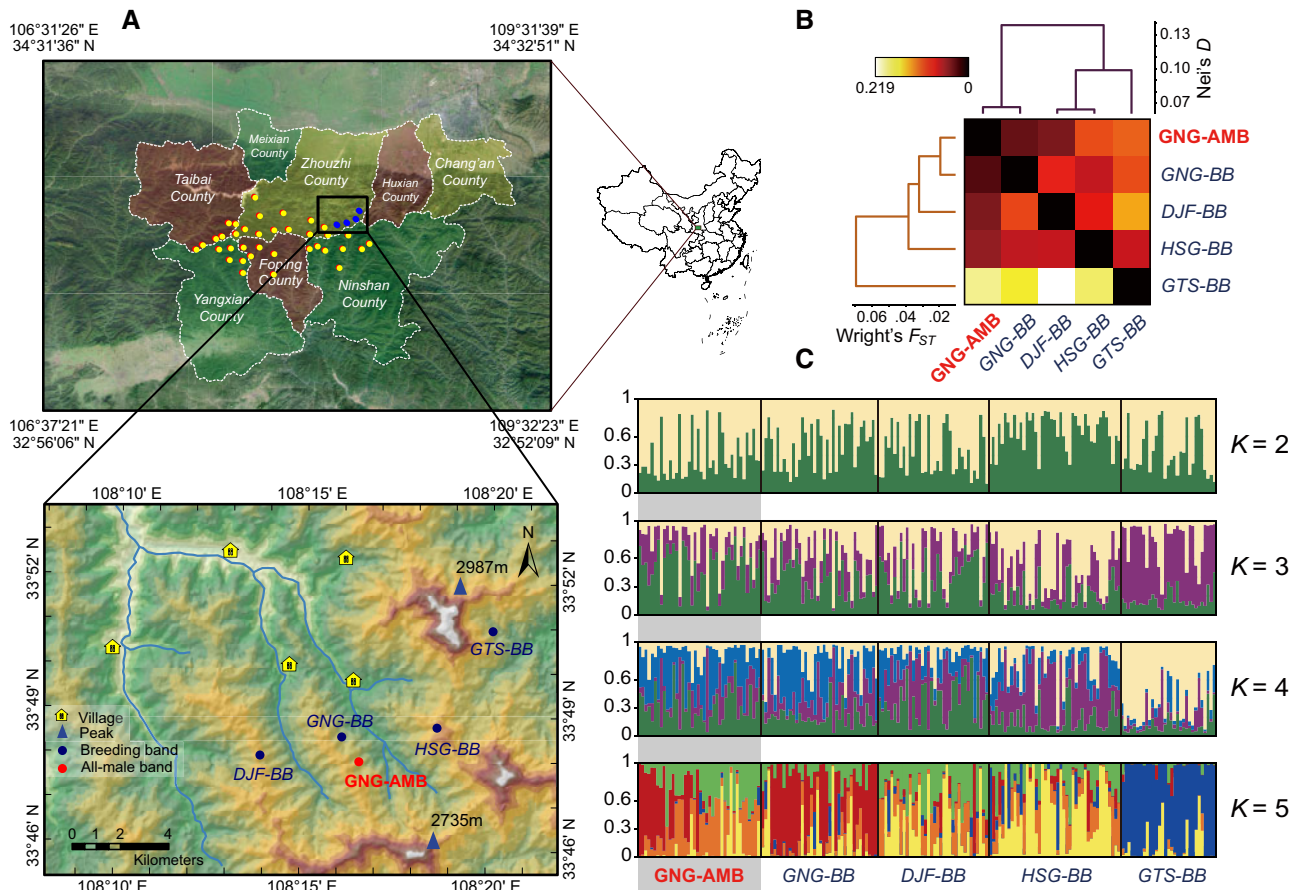 A
106°31'26" E
34°31'36" N
109°31'39" E
34°32'51" N
Meixian
County
Zhouzhi
County
Chang'an
County
Huxian
County
Taibai
County
Foping
County
Yangxian
County
Ninshan
County
106°37'21" E
32°56'06" N
109°32'23" E
32°52'09" N
108°10' E
108°15' E
108°20' E
N
33°52' N
33°49' N
33°46' N
33°52' N
33°49' N
33°46' N
2987m
GTS-BB
GNG-BB
HSG-BB
DJF-BB
GNG-AMB
2735m
Village
Peak
Breeding band
All-male band
0 1 2 4
Kilometers
108°10' E
108°15' E
108°20' E
B
0.219
0
0.13
0.10
0.07
Nei's D
GNG-AMB
GNG-BB
DJF-BB
HSG-BB
GTS-BB
0.06 .04 .02 .01
Wright's FST
GNG-AMB
GNG-BB
DJF-BB
HSG-BB
GTS-BB
C
1
0.6
0.3
0
K = 2
1
0.6
0.3
0
K = 3
1
0.6
0.3
0
K = 4
1
0.6
0.3
0
K = 5
GNG-AMB
GNG-BB
DJF-BB
HSG-BB
GTS-BB